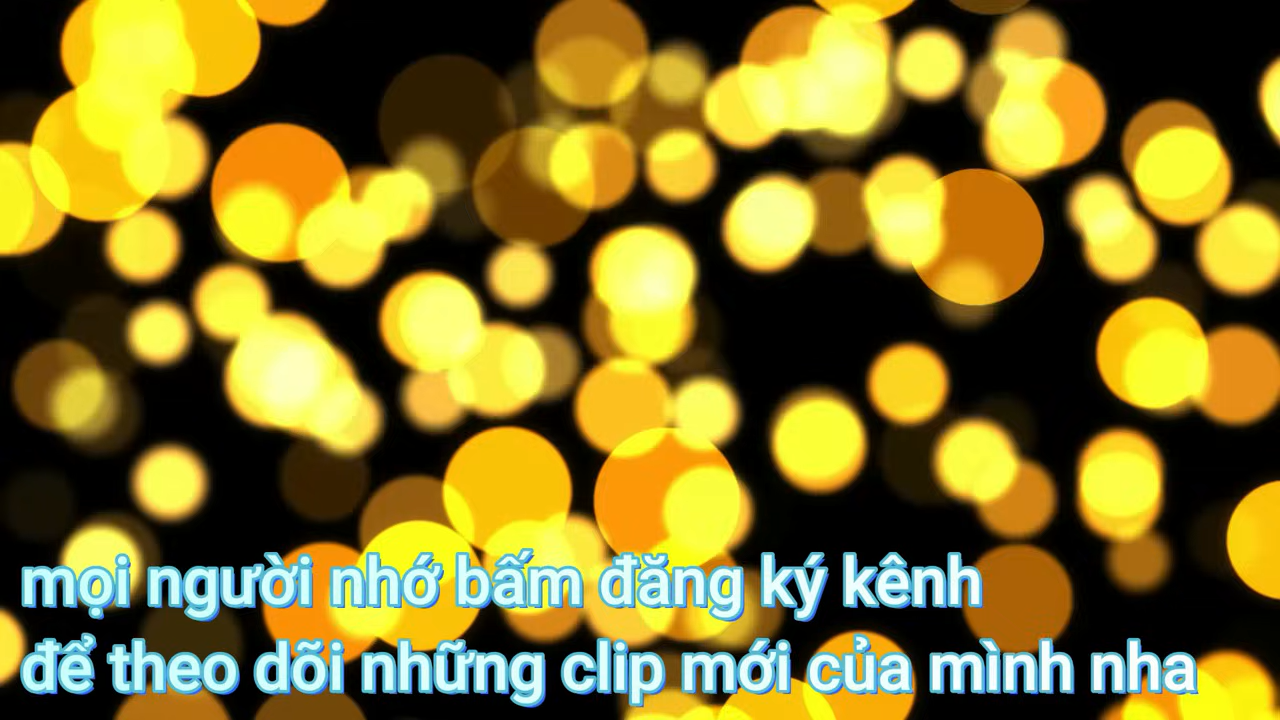 mọi người nhớ bấm đăng ký kênh
để theo dõi những clip mới của mình nha